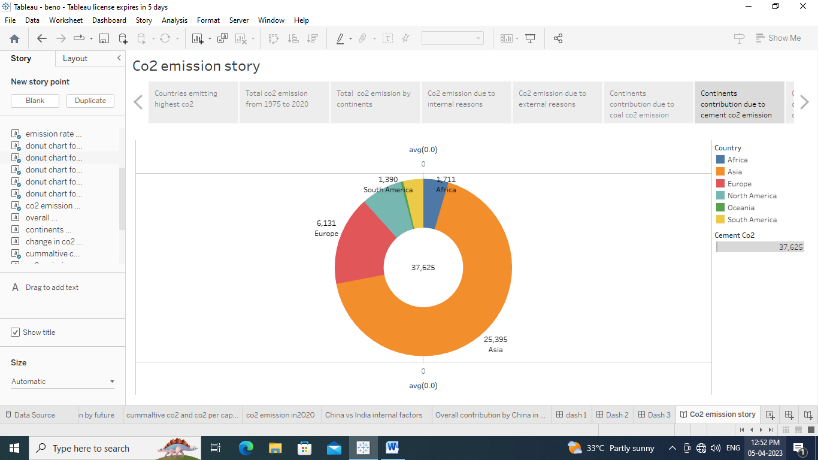 Tableau - beno - Tableau license expires in 5 days
File Data Worksheet Dashboard Story Analysis Format Server Window Help
Show Me
Story Layout
New story point
Blank Duplicate
emission rate ...
donut chart fo...
donut chart fo...
donut chart fo...
donut chart fo...
donut chart fo...
co2 emission ...
overall ...
continents ...
change in co2 ...
cummaltive c...
A Drag to add text
Show title
Size
Automatic
Co2 emission story
Countries emitting highest co2
Total co2 emission from 1975 to 2020
Total co2 emission by continents
Co2 emission due to internal reasons
Co2 emission due to external reasons
Continents contribution due to coal co2 emission
Continents contribution due to cement co2 emission
avg(0.0)
0
1,390
South America
1,711
Africa
6,131
Europe
37,625
25,395
Asia
0
avg(0.0)
Country
Africa
Asia
Europe
North America
Oceania
South America
Cement Co2
37,625
Data Source n by future cummaltive co2 and co2 per cap... co2 emission in2020 China vs India internal factors Overall contribution by China in ... dash 1 Dash 2 Dash 3 Co2 emission story
Type here to search
33°C Partly sunny
ENG
12:52 PM
05-04-2023
1